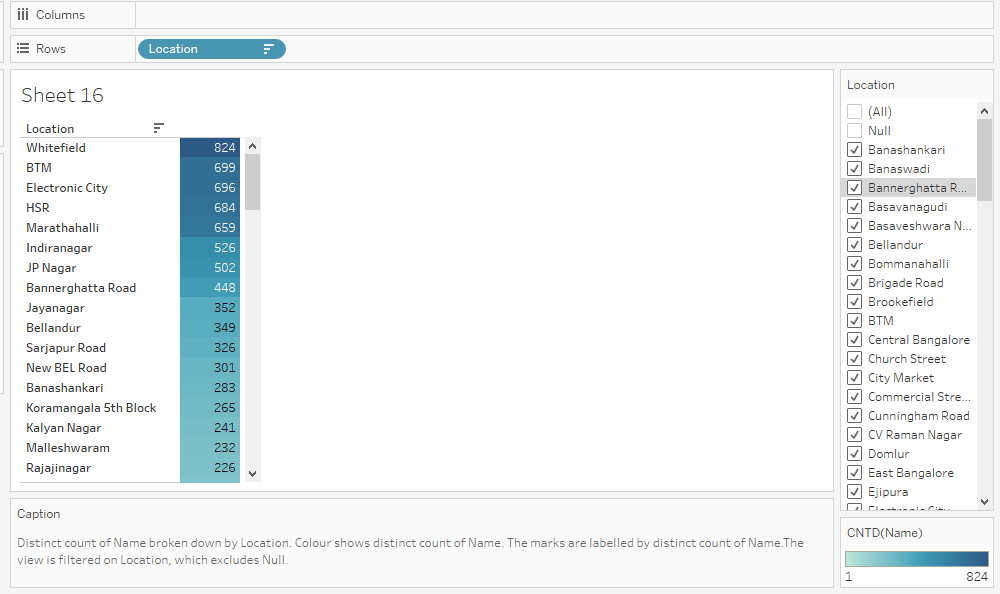 Columns
Rows
Location
Sheet 16
Location
Whitefield 824
BTM 699
Electronic City 696
HSR 684
Marathahalli 659
Indiranagar 526
JP Nagar 502
Bannerghatta Road 448
Jayanagar 352
Bellandur 349
Sarjapur Road 326
New BEL Road 301
Banashankari 283
Koramangala 5th Block 265
Kalyan Nagar 241
Malleshwaram 232
Rajajinagar 226
Caption
Distinct count of Name broken down by Location. Colour shows distinct count of Name. The marks are labelled by distinct count of Name.The
view is filtered on Location, which excludes Null.
Location
(All)
Null
Banashankari
Banaswadi
Bannerghatta R...
Basavanagudi
Basaveshwara N...
Bellandur
Bommanahalli
Brigade Road
Brookefield
BTM
Central Bangalore
Church Street
City Market
Commercial Stre...
Cunningham Road
CV Raman Nagar
Domlur
East Bangalore
Ejipura
Electronic City
CNTD(Name)
1 824